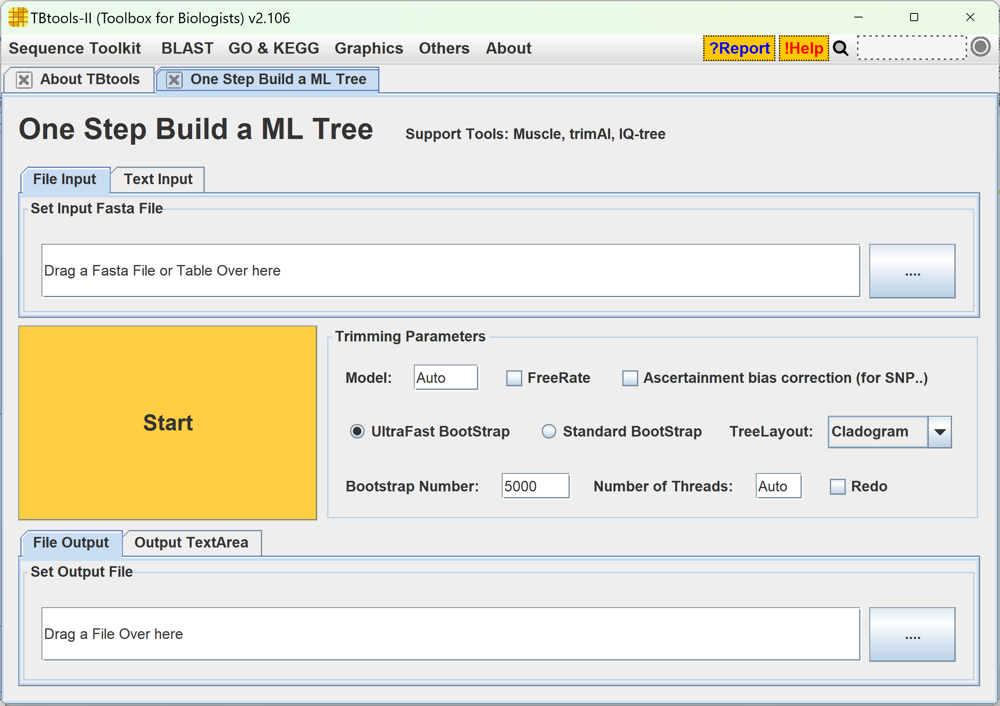 TBtools-II (Toolbox for Biologists) v2.106
Sequence Toolkit BLAST GO & KEGG Graphics Others About ?Report !Help
About TBtools One Step Build a ML Tree
One Step Build a ML Tree Support Tools: Muscle, trimAl, IQ-tree
File Input Text Input
Set Input Fasta File
Drag a Fasta File or Table Over here ....
Start
Trimming Parameters
Model: Auto FreeRate Ascertainment bias correction (for SNP..)
UltraFast BootStrap Standard BootStrap TreeLayout: Cladogram
Bootstrap Number: 5000 Number of Threads: Auto Redo
File Output Output TextArea
Set Output File
Drag a File Over here ....